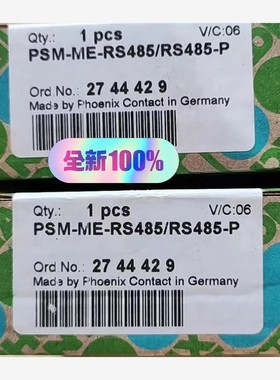 Qty.: 1 pcs V/C:06
PSM-ME-RS485/RS485-P
Ord No.: 27 44 42 9
Made by Phoenix Contact in Germany
全新100%
Qty.: 1 pcs V/C:06
PSM-ME-RS485/RS485-P
Ord No.: 27 44 42 9
Made by Phoenix Contact in Germany